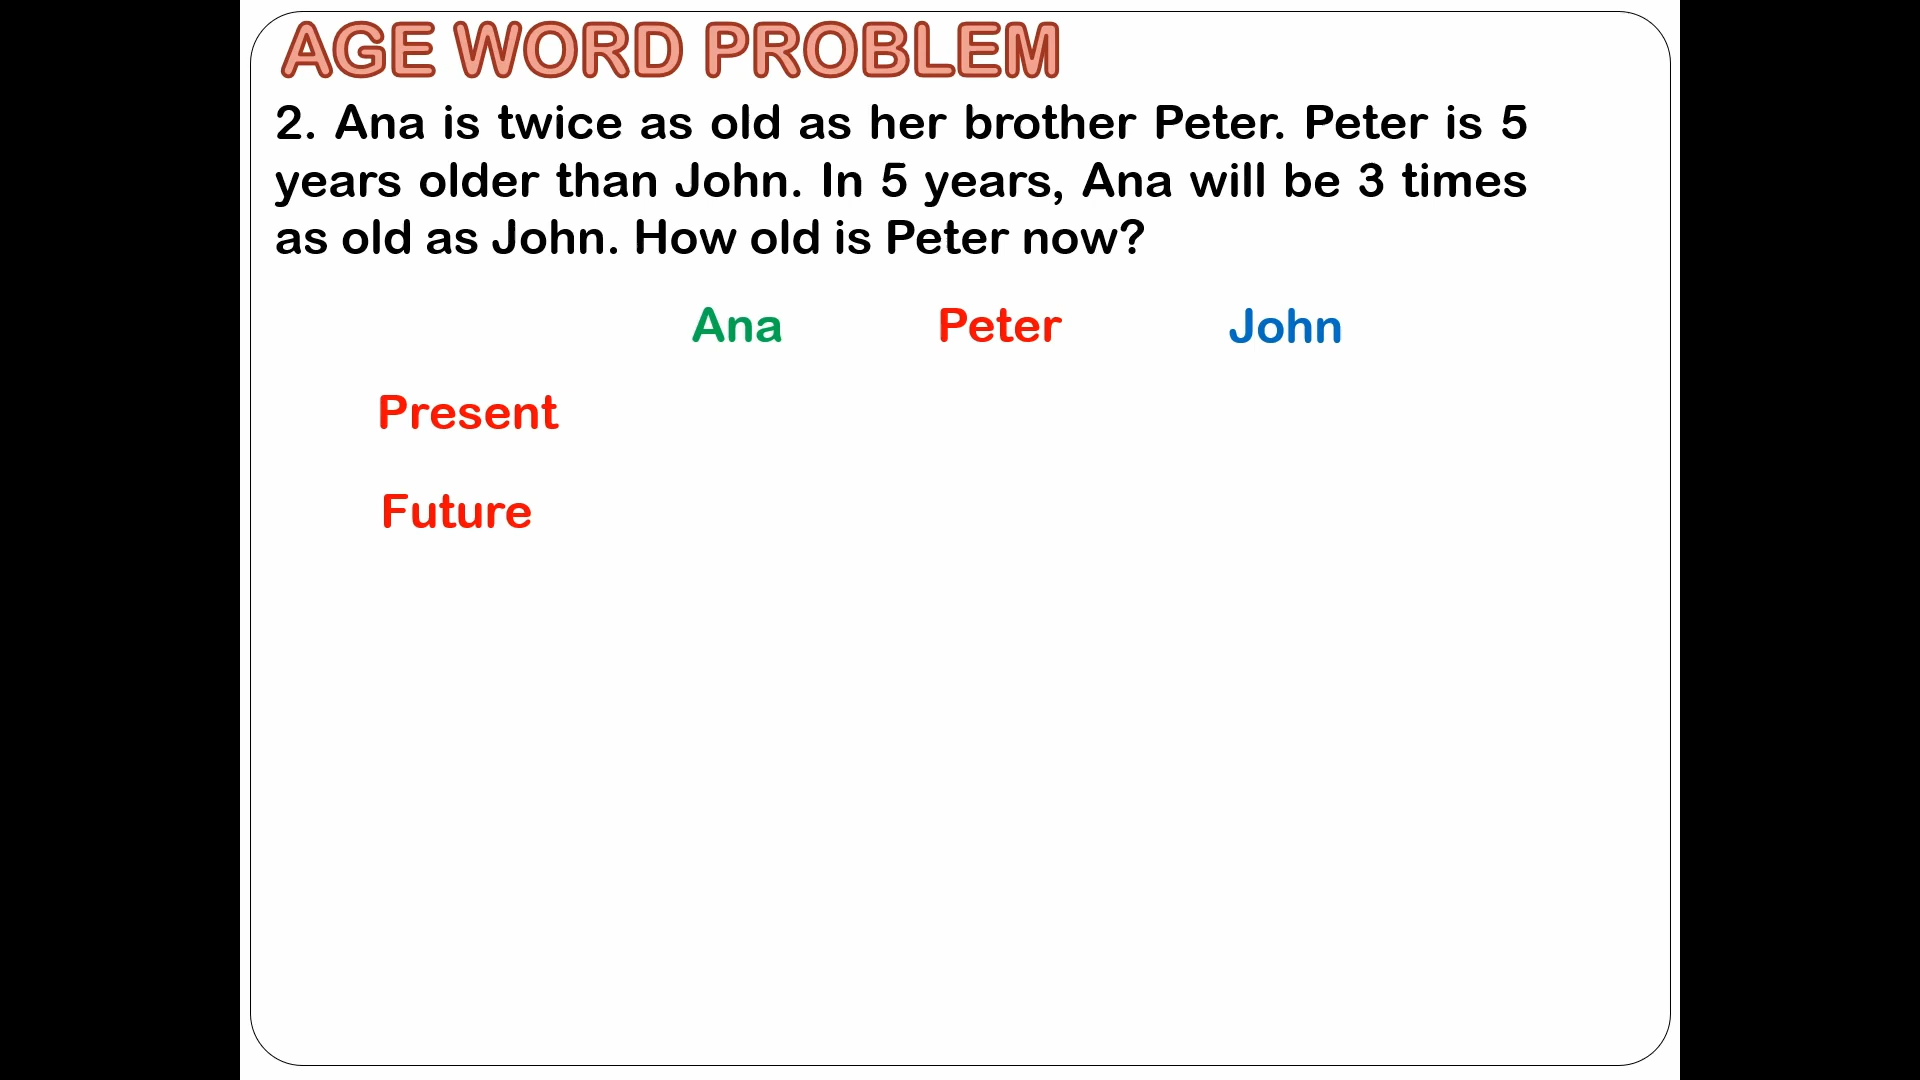 AGE WORD PROBLEM
2. Ana is twice as old as her brother Peter. Peter is 5
years older than John. In 5 years, Ana will be 3 times
as old as John. How old is Peter now?
Ana Peter John
Present
Future